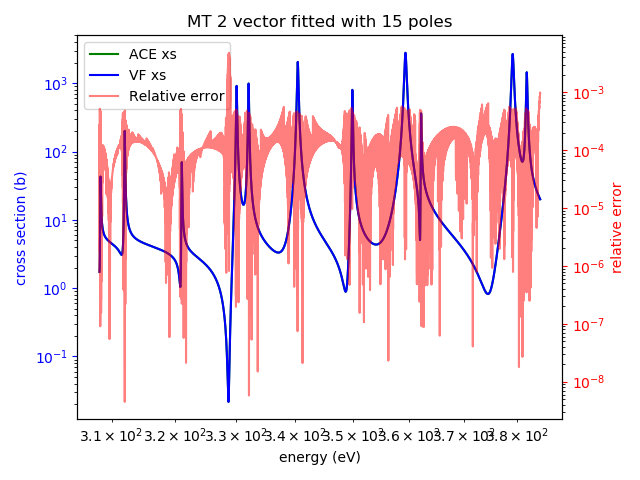 MT 2 vector fitted with 15 poles
ACE xs
VF xs
Relative error
10³
10²
10¹
10⁰
10⁻¹
cross section (b)
10⁻³
10⁻⁴
10⁻⁵
10⁻⁶
10⁻⁷
10⁻⁸
relative error
3.1 × 10² 3.2 × 10² 3.3 × 10² 3.4 × 10² 3.5 × 10² 3.6 × 10² 3.7 × 10² 3.8 × 10²
energy (eV)